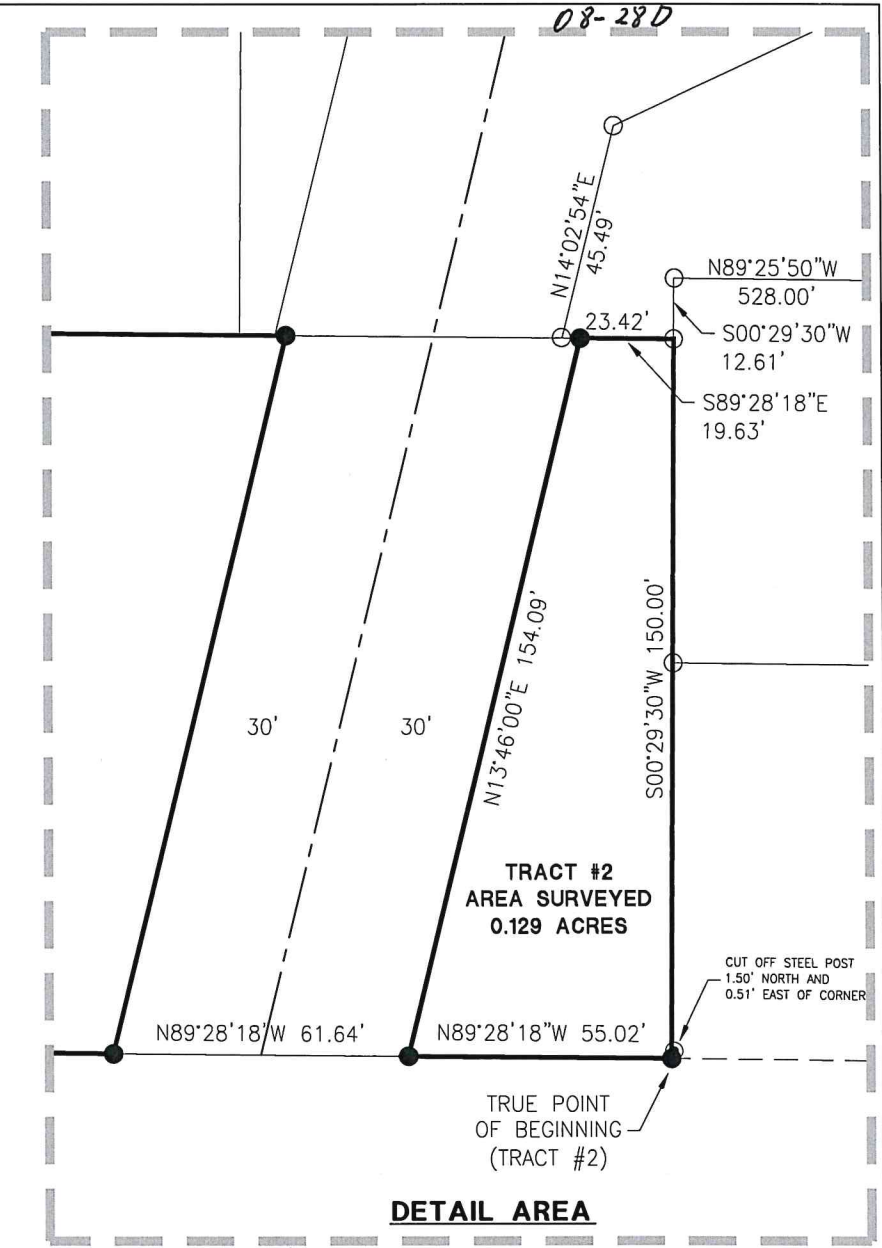 08-28D
N14°02'54"E
45.49'
N89°25'50"W
528.00'
23.42'
S00°29'30"W
12.61'
S89°28'18"E
19.63'
N13°46'00"E 154.09'
S00°29'30"W 150.00'
30'
30'
TRACT #2
AREA SURVEYED
0.129 ACRES
CUT OFF STEEL POST
1.50' NORTH AND
0.51' EAST OF CORNER
N89°28'18'W 61.64'
N89°28'18"W 55.02'
TRUE POINT
OF BEGINNING
(TRACT #2)
DETAIL AREA